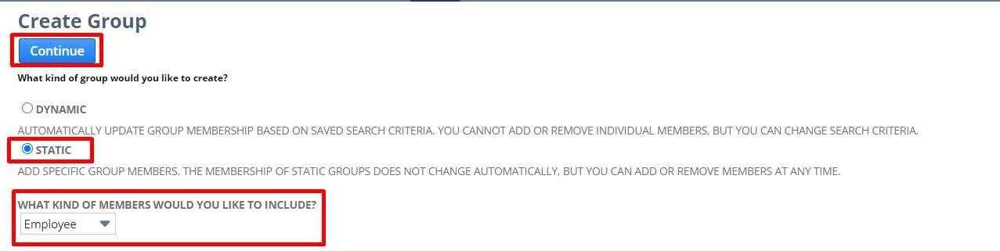 Create Group
Continue
What kind of group would you like to create?
DYNAMIC
AUTOMATICALLY UPDATE GROUP MEMBERSHIP BASED ON SAVED SEARCH CRITERIA. YOU CANNOT ADD OR REMOVE INDIVIDUAL MEMBERS, BUT YOU CAN CHANGE SEARCH CRITERIA.
STATIC
ADD SPECIFIC GROUP MEMBERS. THE MEMBERSHIP OF STATIC GROUPS DOES NOT CHANGE AUTOMATICALLY, BUT YOU CAN ADD OR REMOVE MEMBERS AT ANY TIME.
WHAT KIND OF MEMBERS WOULD YOU LIKE TO INCLUDE?
Employee